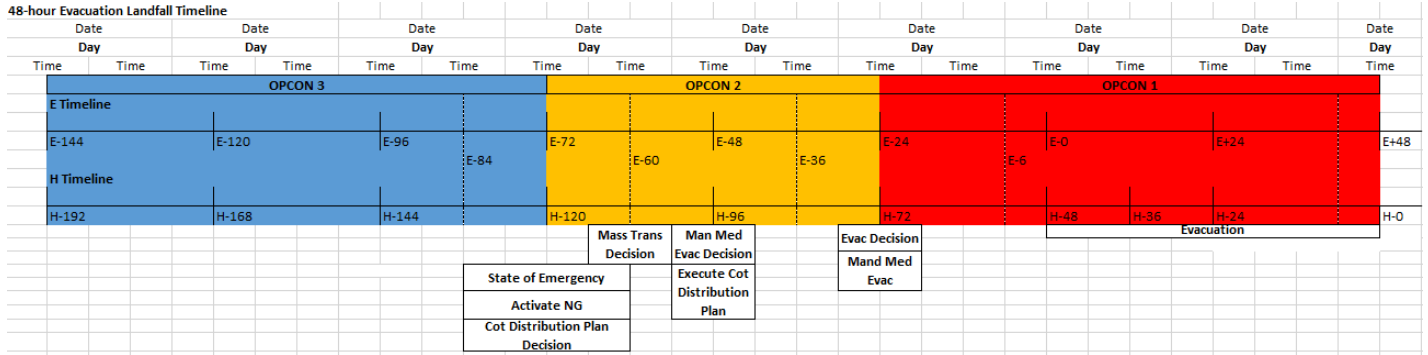 48-hour Evacuation Landfall Timeline
Date Date Date Date Date Date Date Date Date
Day Day Day Day Day Day Day Day Day
Time Time Time Time Time Time Time Time Time Time Time Time Time Time Time Time Time
OPCON 3 OPCON 2 OPCON 1
E Timeline
E-144 E-120 E-96 E-72 E-48 E-24 E-0 E+24 E+48
E-84 E-60 E-36 E-6
H Timeline
H-192 H-168 H-144 H-120 H-96 H-72 H-48 H-36 H-24 H-0
Evacuation
Mass Trans
Decision
Man Med
Evac Decision
Evac Decision
Mand Med
Evac
State of Emergency
Execute Cot
Distribution
Plan
Activate NG
Cot Distribution Plan
Decision